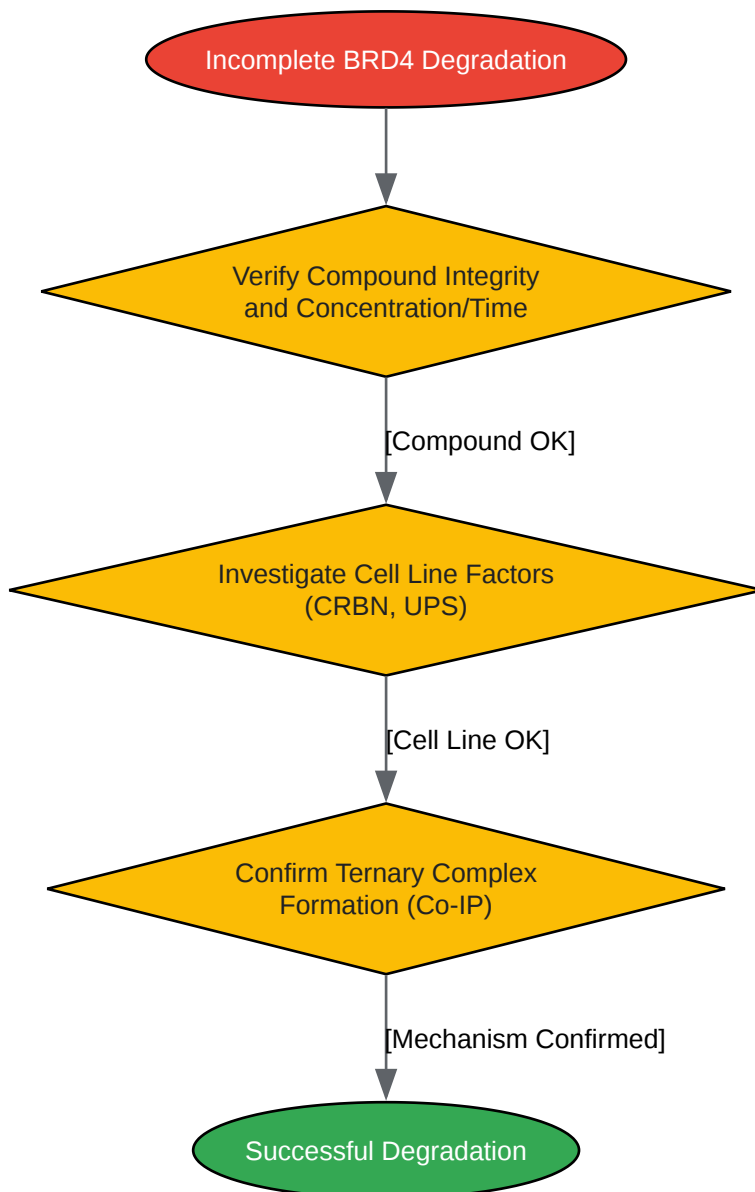 Incomplete BRD4 Degradation
Verify Compound Integrity
and Concentration/Time
[Compound OK]
Investigate Cell Line Factors
(CRBN, UPS)
[Cell Line OK]
Confirm Ternary Complex
Formation (Co-IP)
[Mechanism Confirmed]
Successful Degradation